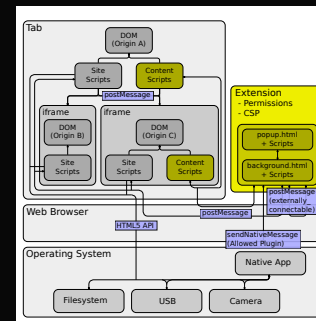 Tab
DOM
(Origin A)
Site
Scripts
Content
Scripts
postMessage
iframe
DOM
(Origin B)
Site
Scripts
iframe
DOM
(Origin C)
Site
Scripts
Content
Scripts
Extension
- Permissions
- CSP
popup.html
+ Scripts
background.html
+ Scripts
postMessage
(externally_
connectable)
postMessage
Web Browser
HTML5 API
sendNativeMessage
(Allowed Plugin)
Operating System
Native App
Filesystem
USB
Camera